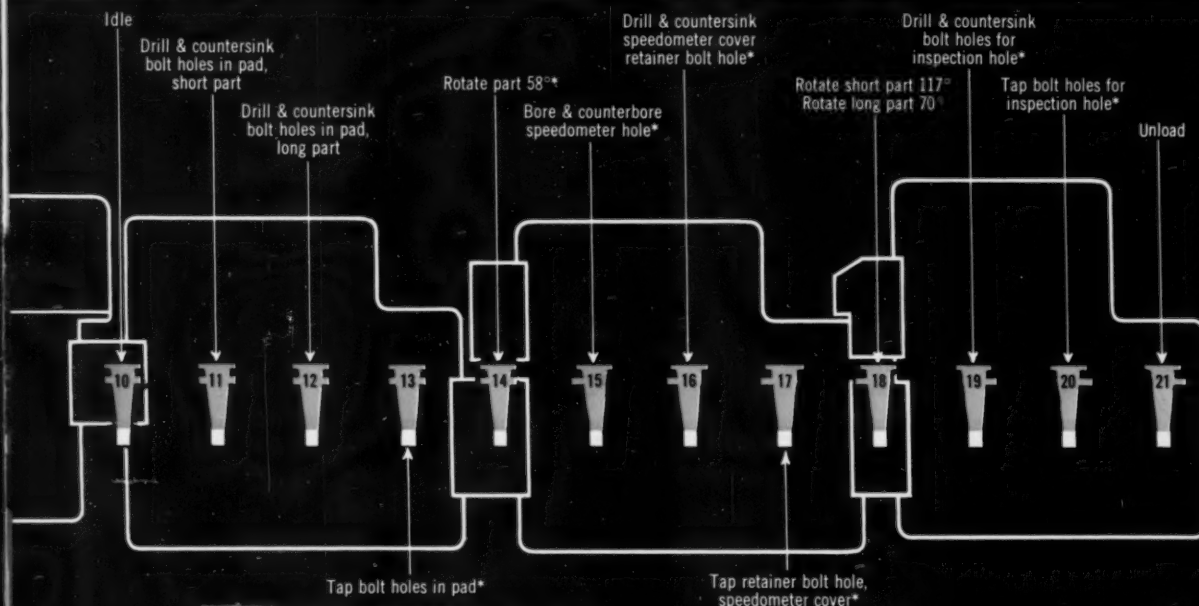 Idle
Drill & countersink
bolt holes in pad,
short part
Drill & countersink
bolt holes in pad,
long part
Rotate part 58°*
Bore & counterbore
speedometer hole*
Drill & countersink
speedometer cover
retainer bolt hole*
Rotate short part 117°
Rotate long part 70°
Drill & countersink
bolt holes for
inspection hole*
Tap bolt holes for
inspection hole*
Unload
10 11 12 13 14 15 16 17 18 19 20 21
Tap bolt holes in pad*
Tap retainer bolt hole,
speedometer cover*